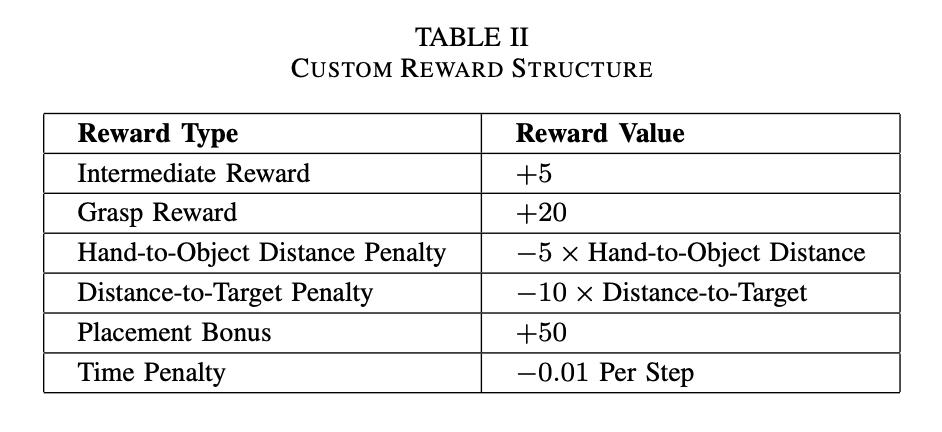 TABLE II
CUSTOM REWARD STRUCTURE
Reward Type Reward Value
Intermediate Reward +5
Grasp Reward +20
Hand-to-Object Distance Penalty −5 × Hand-to-Object Distance
Distance-to-Target Penalty −10 × Distance-to-Target
Placement Bonus +50
Time Penalty −0.01 Per Step